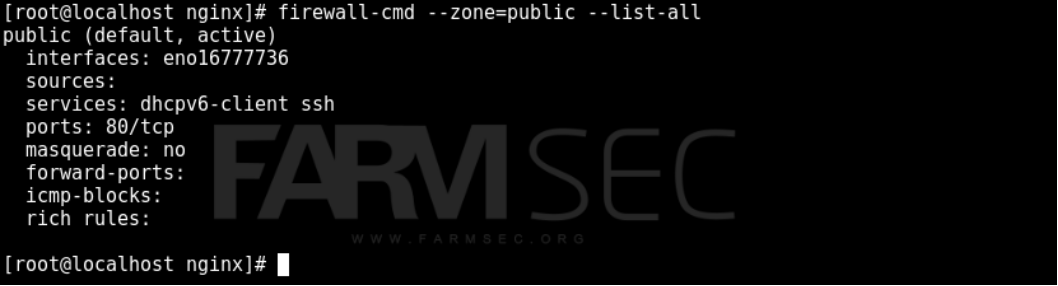 [root@localhost nginx]# firewall-cmd --zone=public --list-all
public (default, active)
  interfaces: eno16777736
  sources:
  services: dhcpv6-client ssh
  ports: 80/tcp
  masquerade: no
  forward-ports:
  icmp-blocks:
  rich rules:
FARMSEC
WWW.FARMSEC.ORG
[root@localhost nginx]#